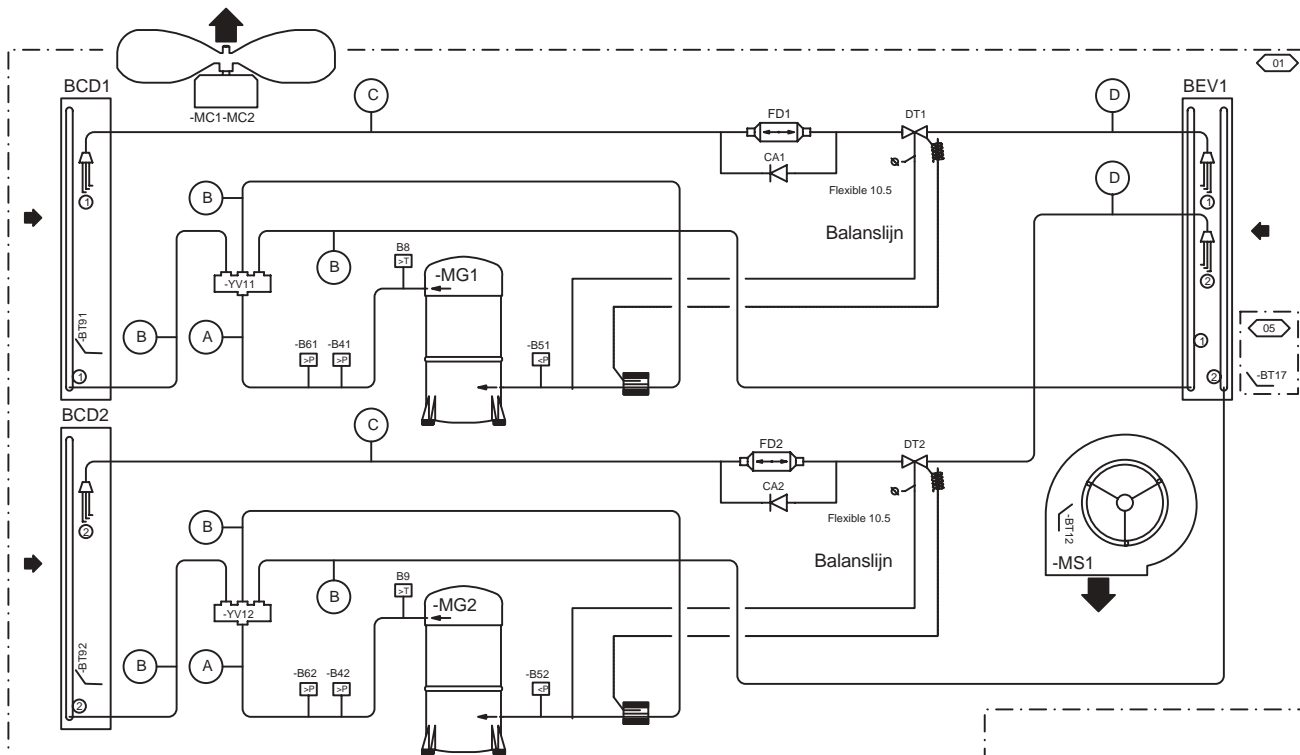 01
BCD1
BEV1
-MC1-MC2
C
D
FD1
DT1
CA1
ø
Flexible 10.5
1
1
D
B
Balanslijn
B
B8
>T
-MG1
2
-YV11
-BT91
B
A
-B61
>P
-B41
>P
-B51
<P
05
1
-BT17
1
2
BCD2
C
FD2
DT2
CA2
ø
Flexible 10.5
2
B
-BT12
Balanslijn
-MS1
B
B9
>T
-MG2
-YV12
-BT92
B
A
-B62
>P
-B42
>P
-B52
<P
2